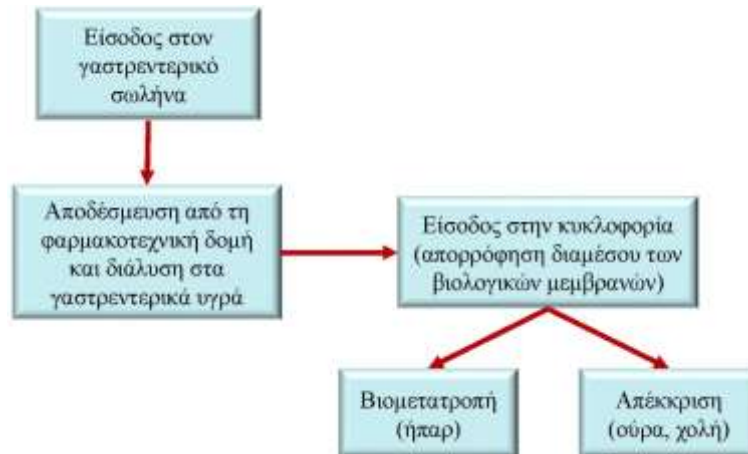 Είσοδος στον
γαστρεντερικό
σωλήνα
Αποδέσμευση από τη
φαρμακοτεχνική δομή
και διάλυση στα
γαστρεντερικά υγρά
Είσοδος στην κυκλοφορία
(απορρόφηση διαμέσου των
βιολογικών μεμβρανών)
Βιομετατροπή
(ήπαρ)
Απέκκριση
(ούρα, χολή)